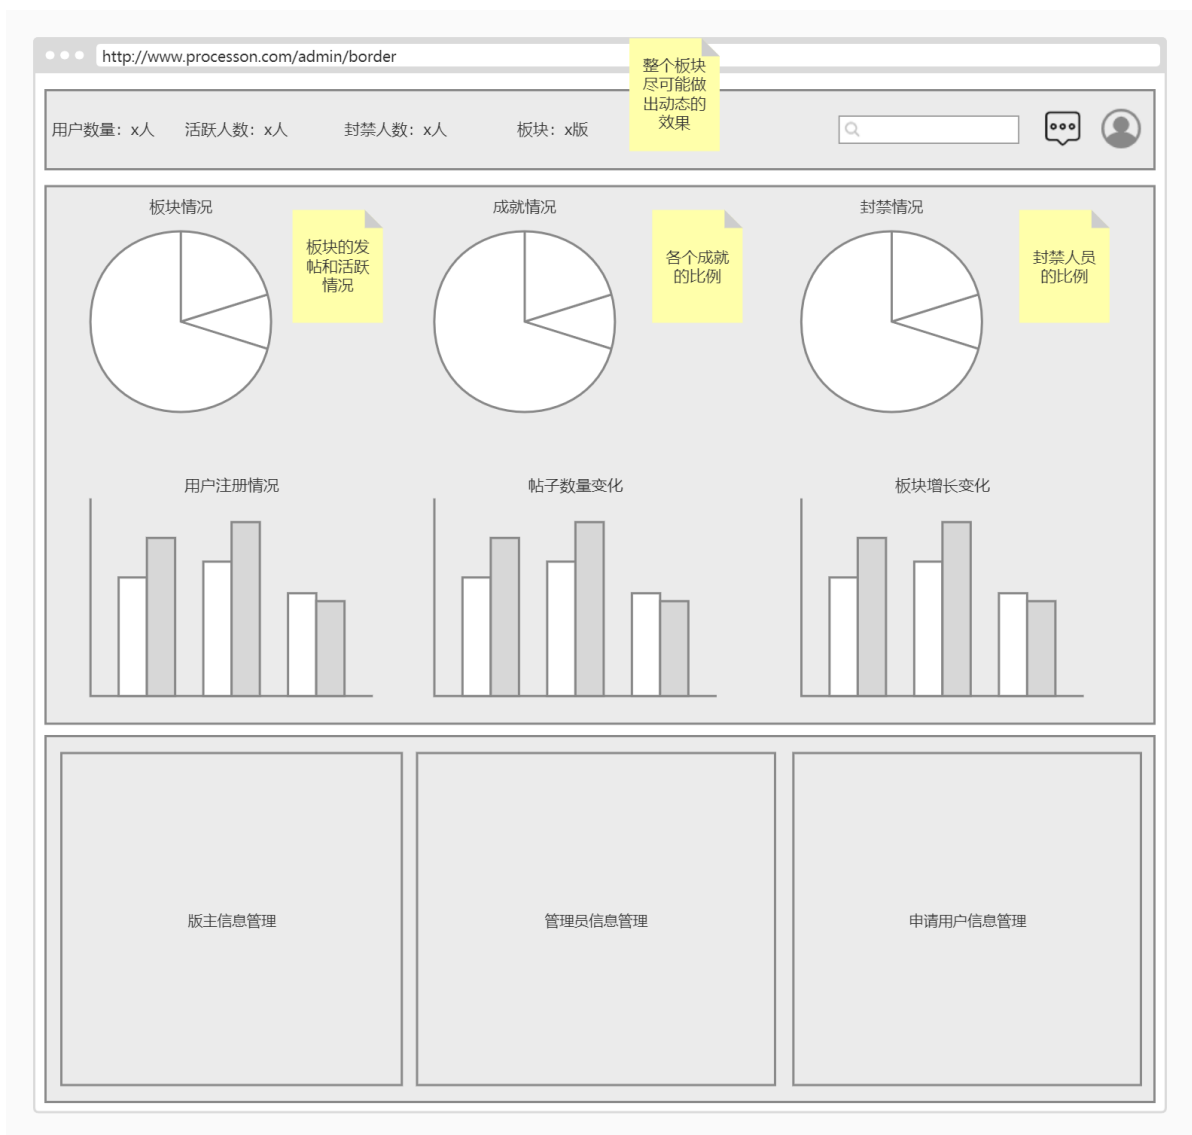 http://www.processon.com/admin/border
整个板块
尽可能做
出动态的
效果
用户数量：x人
活跃人数：x人
封禁人数：x人
板块：x版
板块情况
板块的发
帖和活跃
情况
成就情况
各个成就
的比例
封禁情况
封禁人员
的比例
用户注册情况
帖子数量变化
板块增长变化
版主信息管理
管理员信息管理
申请用户信息管理